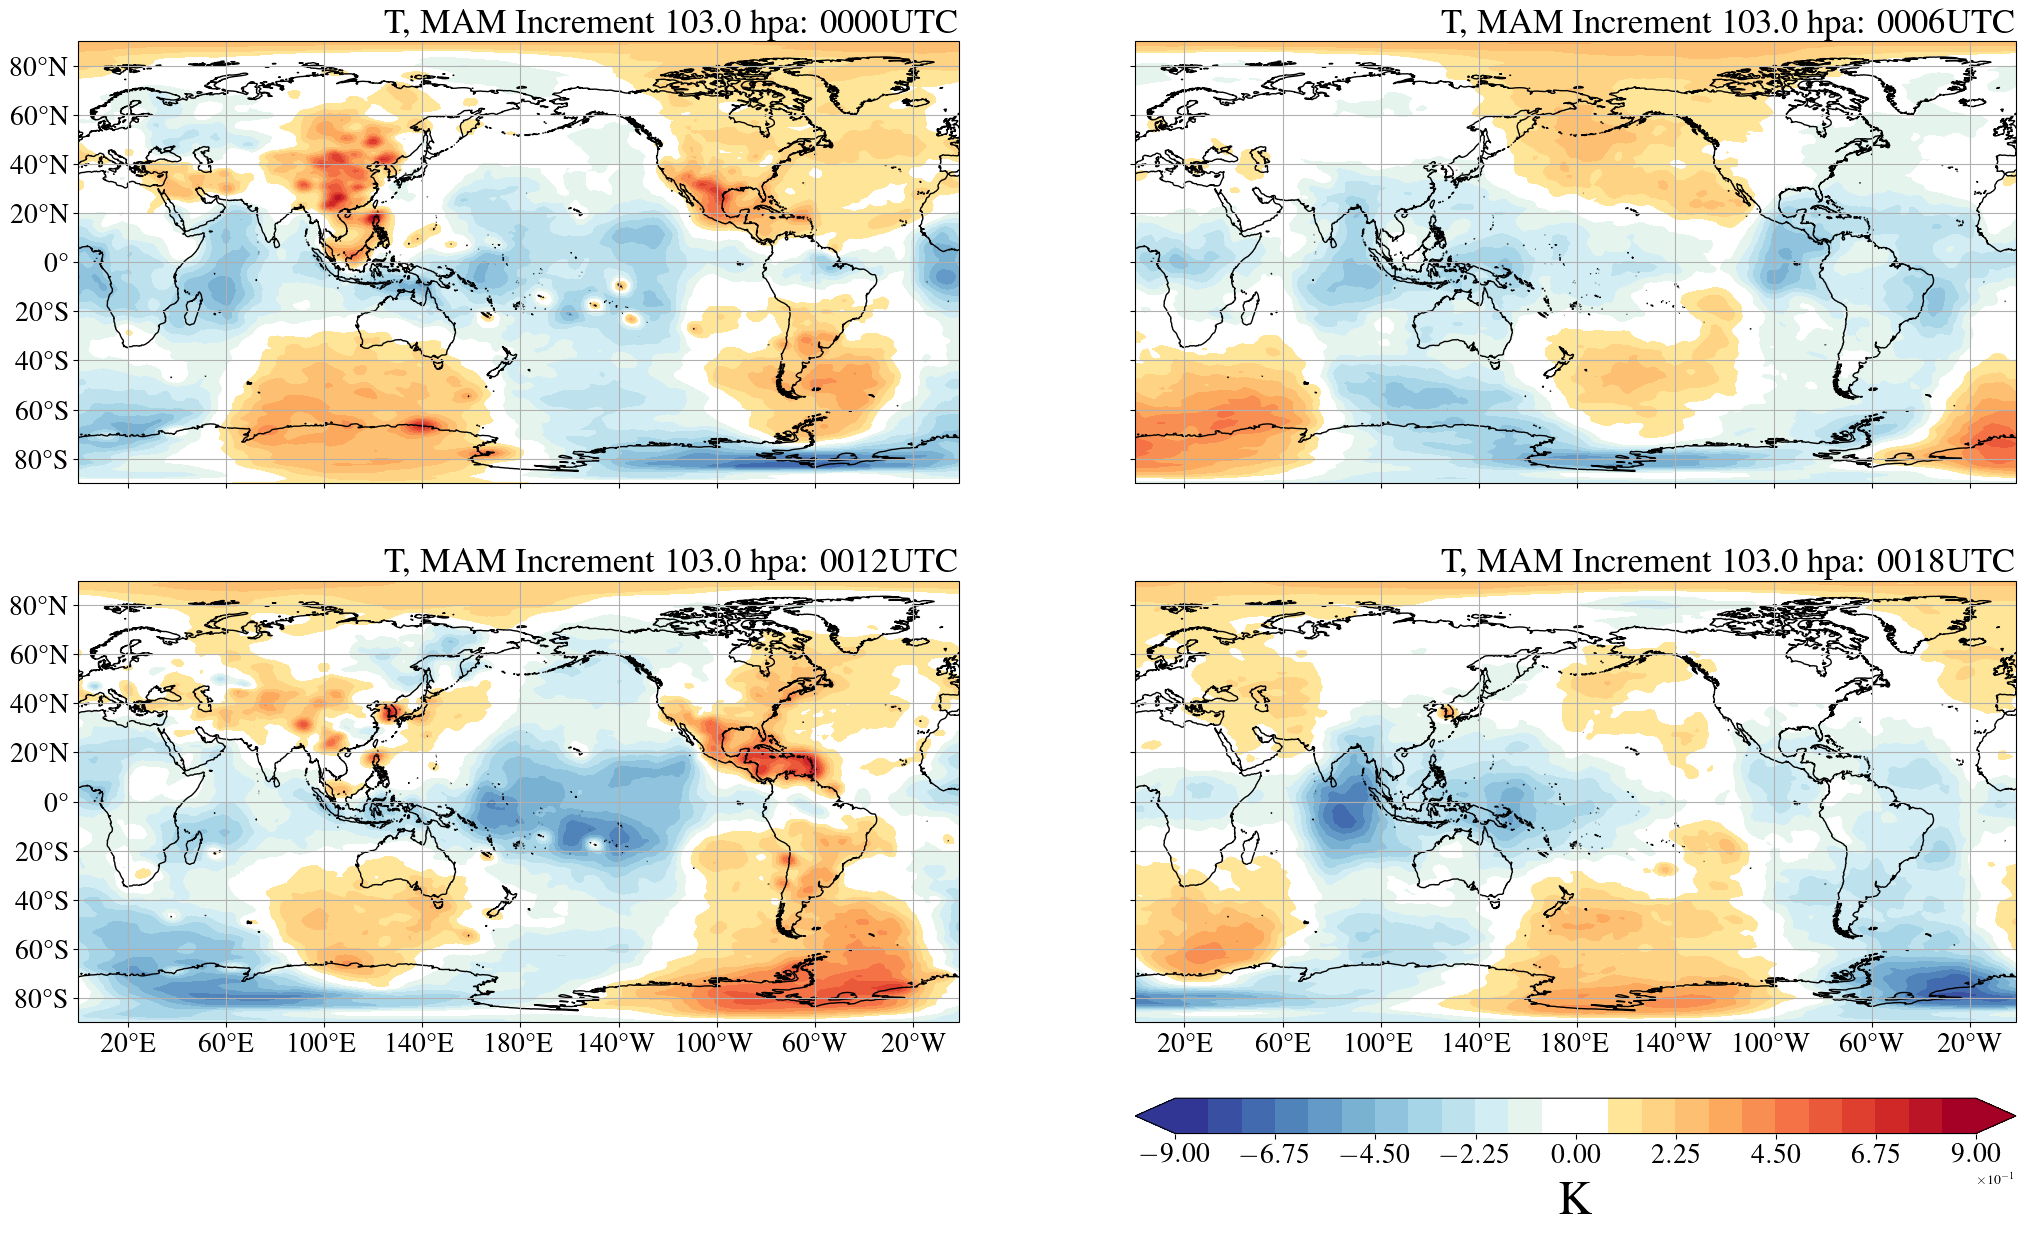 T, MAM Increment 103.0 hpa: 0000UTC
T, MAM Increment 103.0 hpa: 0006UTC
80°N
60°N
40°N
20°N
0°
20°S
40°S
60°S
80°S
T, MAM Increment 103.0 hpa: 0012UTC
T, MAM Increment 103.0 hpa: 0018UTC
80°N
60°N
40°N
20°N
0°
20°S
40°S
60°S
80°S
20°E 60°E 100°E 140°E 180°E 140°W 100°W 60°W 20°W
20°E 60°E 100°E 140°E 180°E 140°W 100°W 60°W 20°W
−9.00 −6.75 −4.50 −2.25 0.00 2.25 4.50 6.75 9.00
×10⁻¹
K